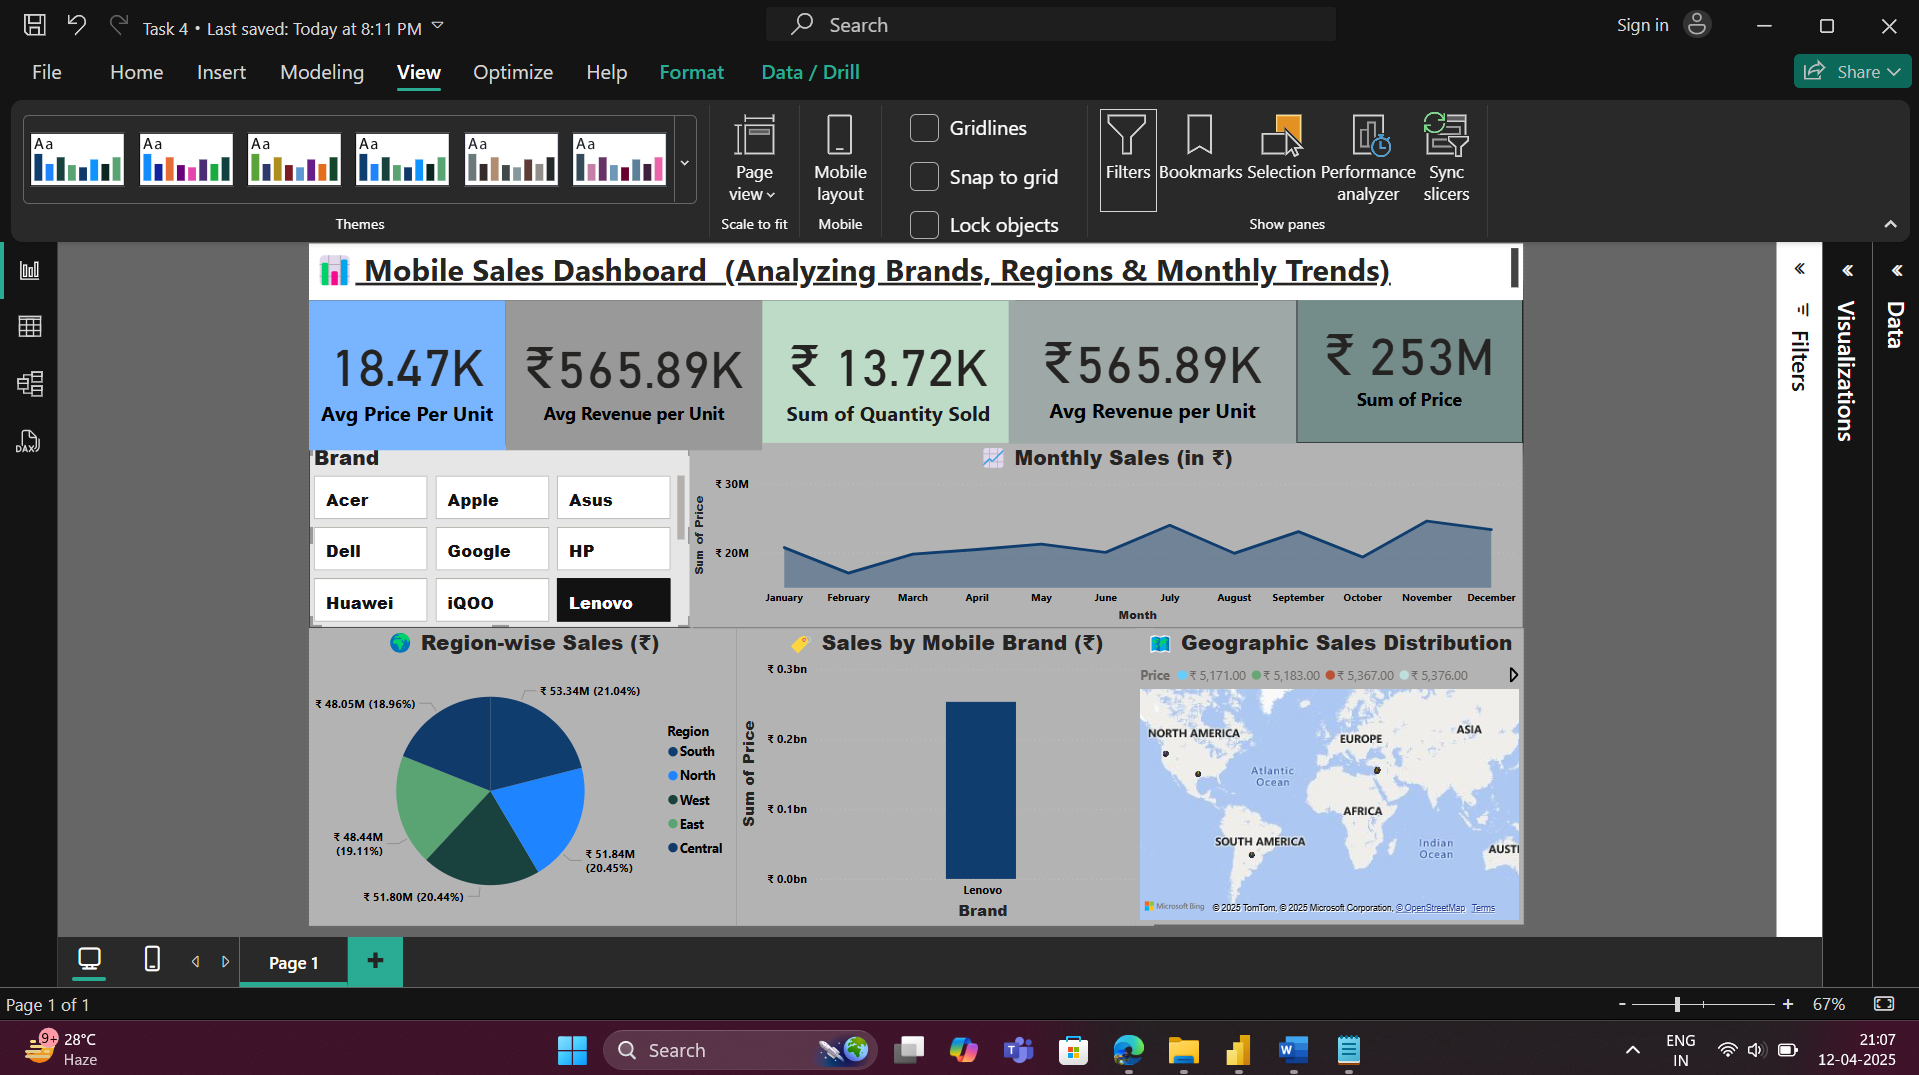 Task 4 • Last saved: Today at 8:11 PM
Search
Sign in
File Home Insert Modeling View Optimize Help Format Data / Drill
Share
Aa Aa Aa Aa Aa Aa
Themes
Page view
Scale to fit
Mobile layout
Mobile
Gridlines
Snap to grid
Lock objects
Filters Bookmarks Selection Performance analyzer Sync slicers
Show panes
DAX
Mobile Sales Dashboard (Analyzing Brands, Regions & Monthly Trends)
18.47K
Avg Price Per Unit
₹565.89K
Avg Revenue per Unit
₹ 13.72K
Sum of Quantity Sold
₹565.89K
Avg Revenue per Unit
₹ 253M
Sum of Price
Filters
Visualizations
Data
Brand
Acer Apple Asus
Dell Google HP
Huawei iQOO Lenovo
Monthly Sales (in ₹)
Sum of Price
₹ 30M
₹ 20M
January February March April May June July August September October November December
Month
Region-wise Sales (₹)
₹ 53.34M (21.04%)
₹ 48.05M (18.96%)
₹ 48.44M
(19.11%)
₹ 51.84M
(20.45%)
₹ 51.80M (20.44%)
Region
South
North
West
East
Central
Sales by Mobile Brand (₹)
Sum of Price
₹ 0.3bn
₹ 0.2bn
₹ 0.1bn
₹ 0.0bn
Lenovo
Brand
Geographic Sales Distribution
Price ₹ 5,171.00 ₹ 5,183.00 ₹ 5,367.00 ₹ 5,376.00
NORTH AMERICA
EUROPE
ASIA
Atlantic
Ocean
AFRICA
SOUTH AMERICA
Indian
Ocean
AUSTI
Microsoft Bing
© 2025 TomTom, © 2025 Microsoft Corporation, © OpenStreetMap Terms
Page 1
+
Page 1 of 1
- + 67%
9+
28°C
Haze
Search
ENG
IN
21:07
12-04-2025